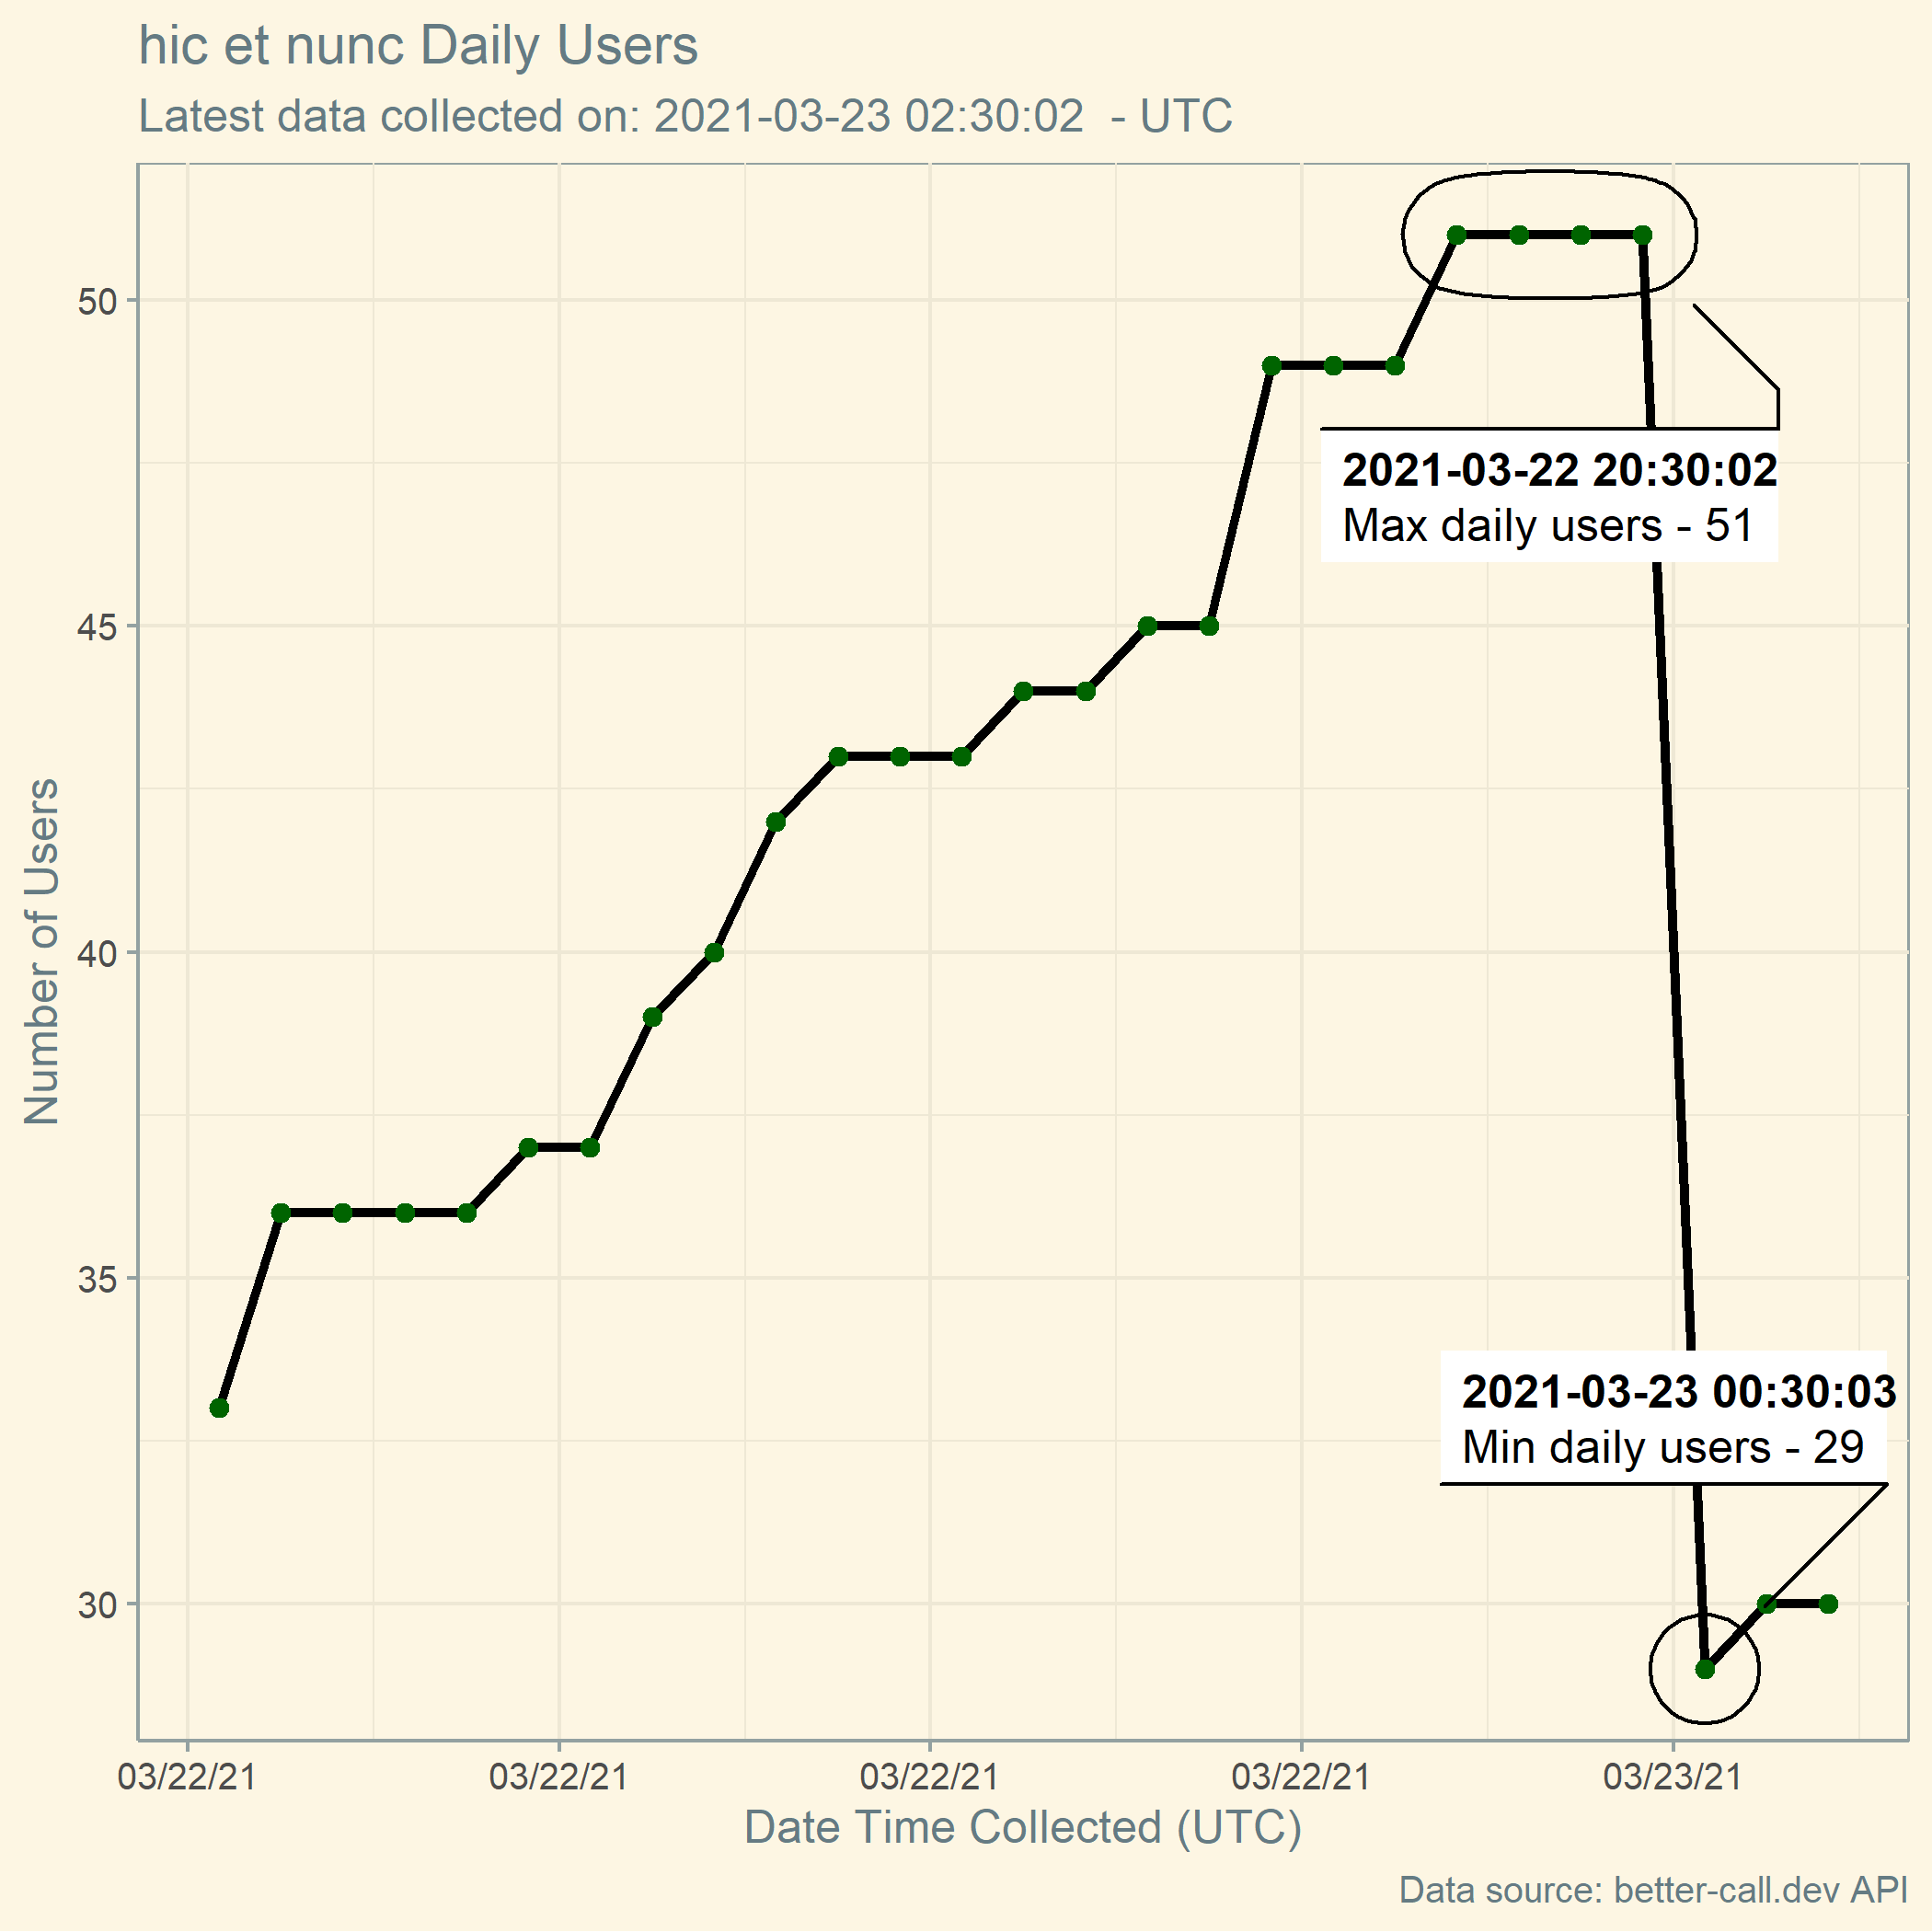 hic et nunc Daily Users
Latest data collected on: 2021-03-23 02:30:02  - UTC
Number of Users
50
45
40
35
30
2021-03-22 20:30:02
Max daily users - 51
2021-03-23 00:30:03
Min daily users - 29
03/22/21
03/22/21
03/22/21
03/22/21
03/23/21
Date Time Collected (UTC)
Data source: better-call.dev API